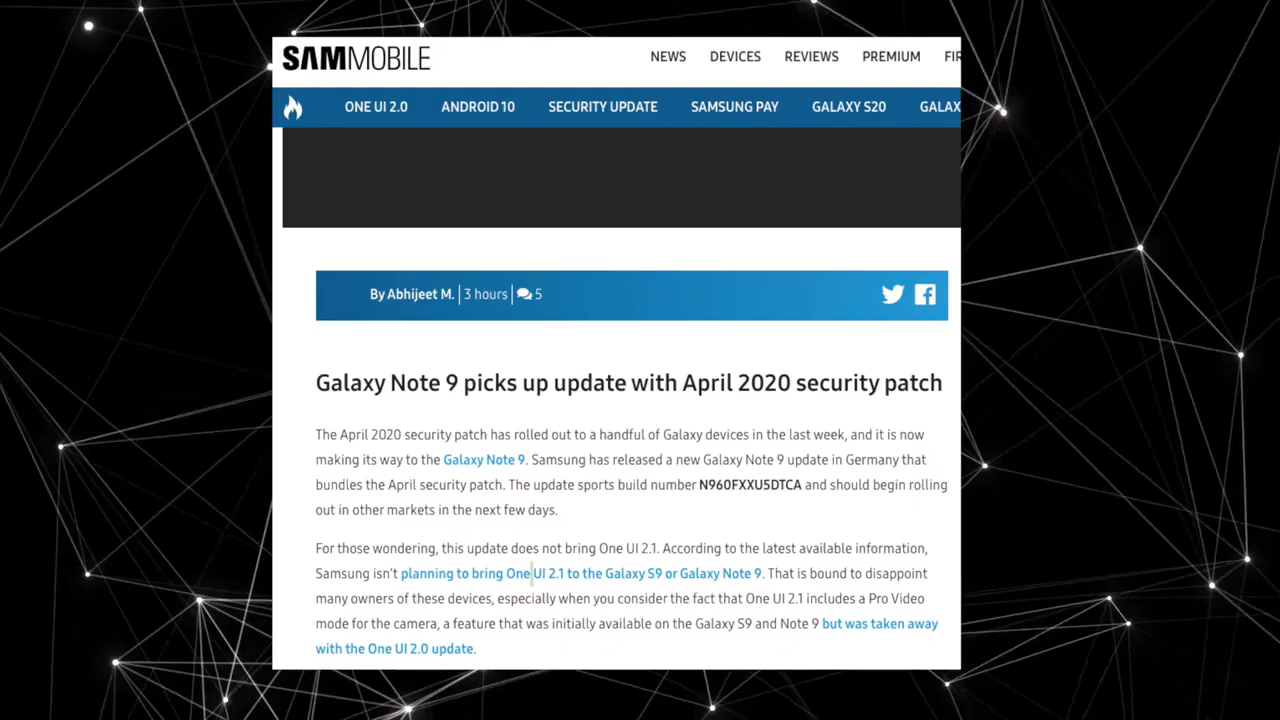 SAMMOBILE
NEWS DEVICES REVIEWS PREMIUM
ONE UI 2.0 ANDROID 10 SECURITY UPDATE SAMSUNG PAY GALAXY S20 GALAX
By Abhijeet M. 3 hours 5
Galaxy Note 9 picks up update with April 2020 security patch
The April 2020 security patch has rolled out to a handful of Galaxy devices in the last week, and it is now
making its way to the Galaxy Note 9. Samsung has released a new Galaxy Note 9 update in Germany that
bundles the April security patch. The update sports build number N960FXXU5DTCA and should begin rolling
out in other markets in the next few days.
For those wondering, this update does not bring One UI 2.1. According to the latest available information,
Samsung isn't planning to bring One UI 2.1 to the Galaxy S9 or Galaxy Note 9. That is bound to disappoint
many owners of these devices, especially when you consider the fact that One UI 2.1 includes a Pro Video
mode for the camera, a feature that was initially available on the Galaxy S9 and Note 9 but was taken away
with the One UI 2.0 update.